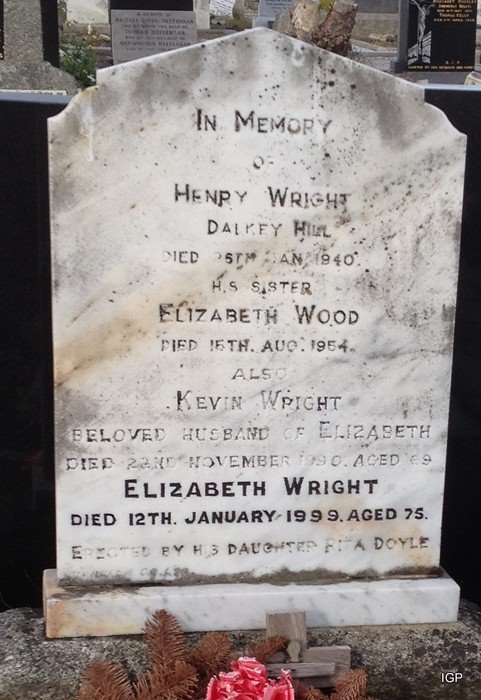 In Memory
of
Henry Wright
Dalkey Hill
died 26th Jan. 1940.
His sister
Elizabeth Wood
died 15th. Aug. 1954.
also
Kevin Wright
beloved husband of Elizabeth
died 22nd November 1990. aged 69
Elizabeth Wright
died 12th. January 1999. aged 75.
Erected by his daughter Rita Doyle
IGP